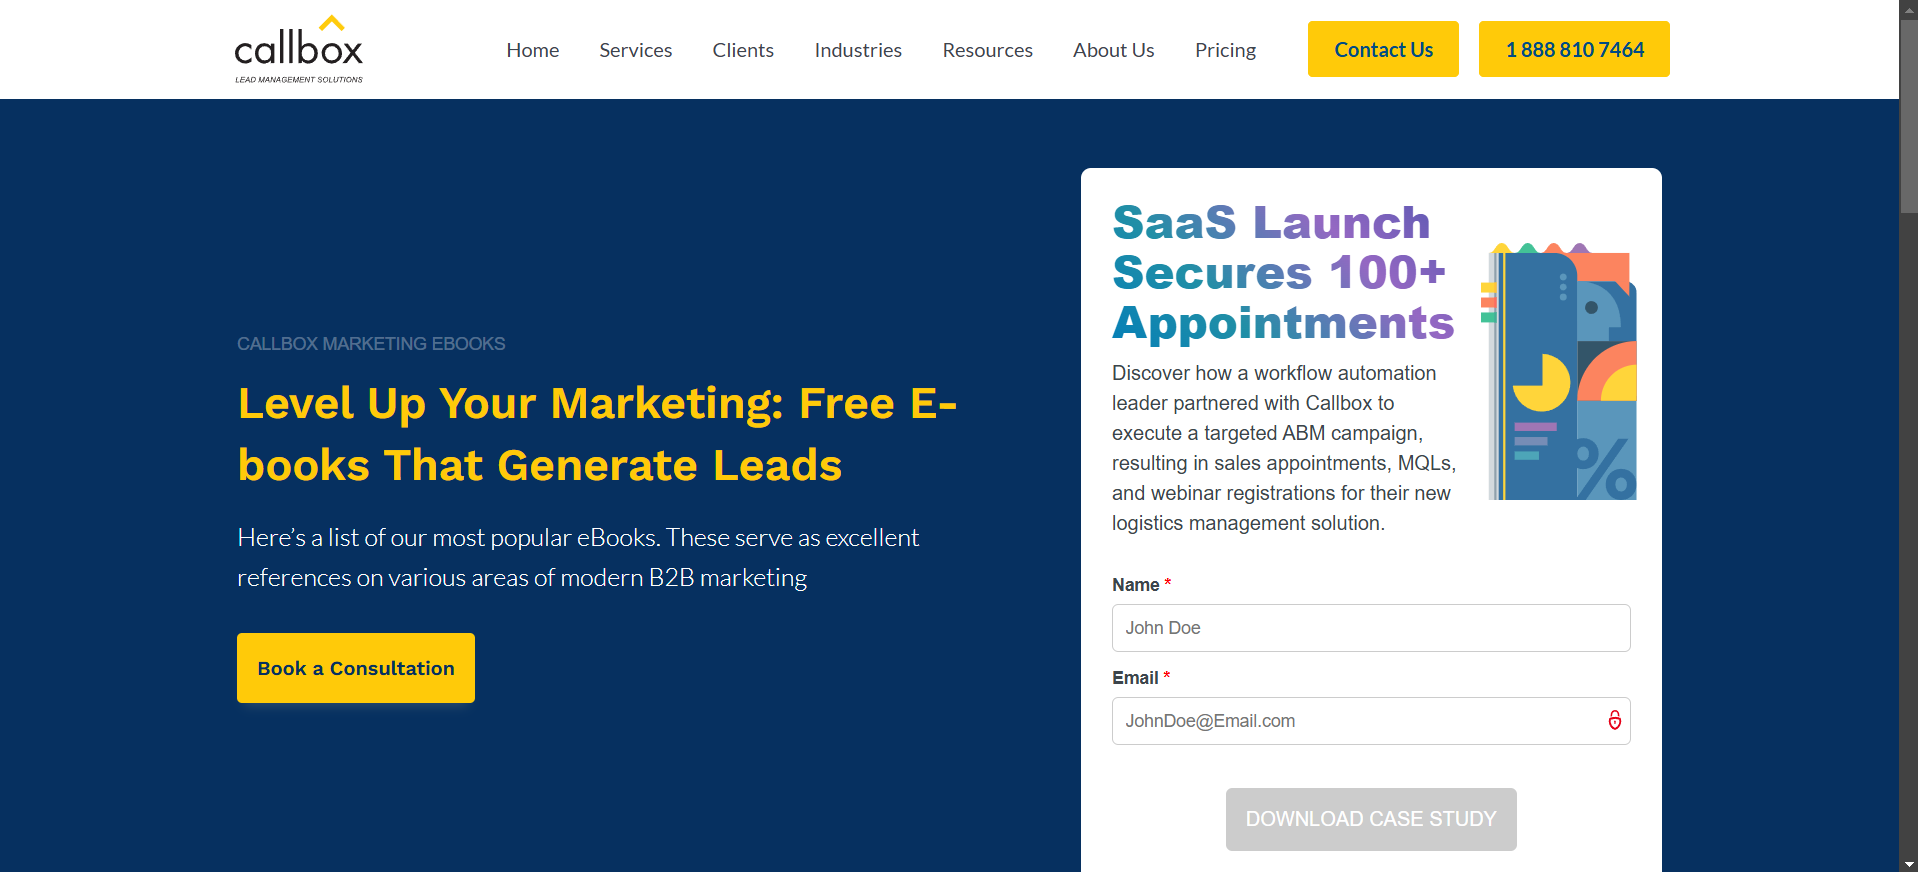 callbox
LEAD MANAGEMENT SOLUTIONS
Home Services Clients Industries Resources About Us Pricing Contact Us 1 888 810 7464
CALLBOX MARKETING EBOOKS
Level Up Your Marketing: Free E-
books That Generate Leads
Here’s a list of our most popular eBooks. These serve as excellent
references on various areas of modern B2B marketing
Book a Consultation
SaaS Launch
Secures 100+
Appointments
Discover how a workflow automation
leader partnered with Callbox to
execute a targeted ABM campaign,
resulting in sales appointments, MQLs,
and webinar registrations for their new
logistics management solution.
%
Name *
John Doe
Email *
JohnDoe@Email.com
DOWNLOAD CASE STUDY